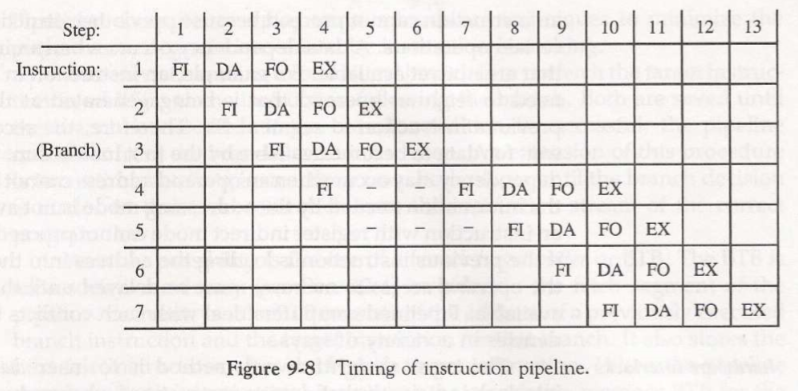 Step: 1 2 3 4 5 6 7 8 9 10 11 12 13
Instruction: 1 FI DA FO EX
2 FI DA FO EX
(Branch) 3 FI DA FO EX
4 FI – – FI DA FO EX
5 – – – FI DA FO EX
6 FI DA FO EX
7 FI DA FO EX
Figure 9-8 Timing of instruction pipeline.